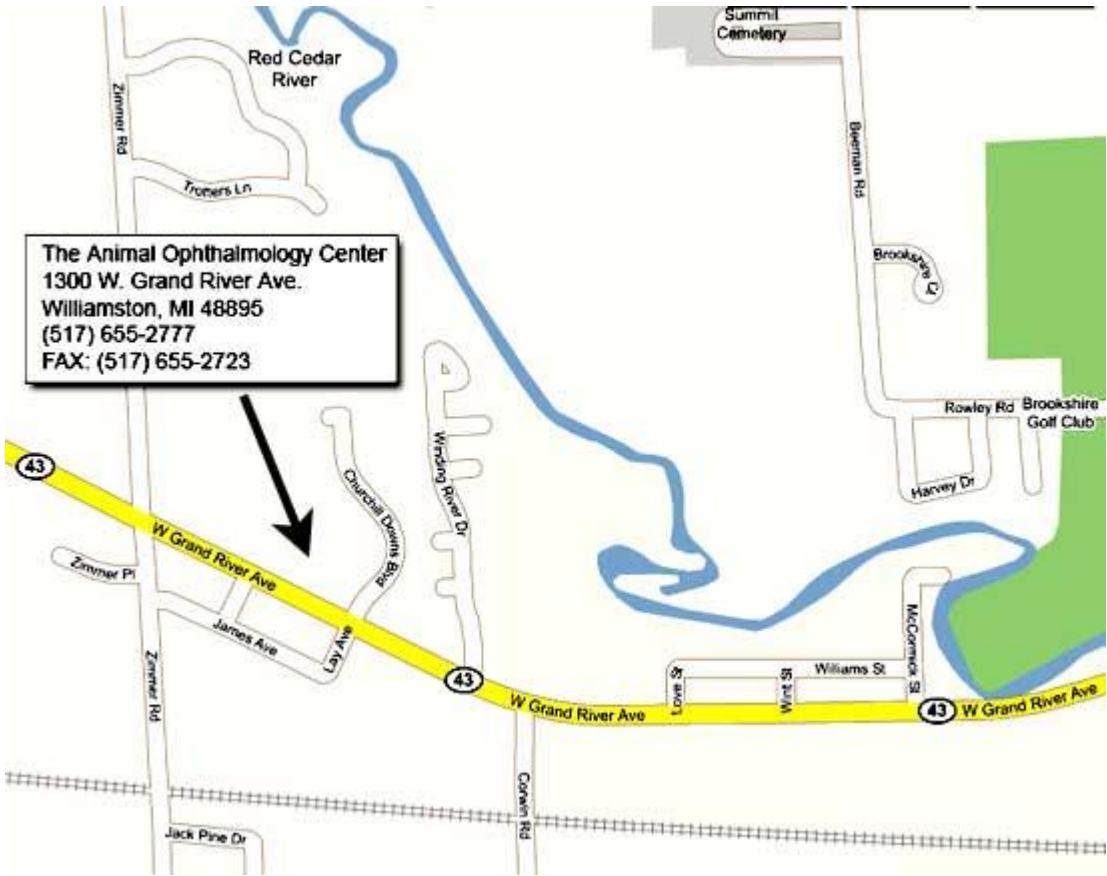 Summit
Cemetery
Red Cedar
River
Zimmer Rd
Beeman Rd
Trotters Ln
The Animal Ophthalmology Center
1300 W. Grand River Ave.
Williamston, MI 48895
(517) 655-2777
FAX: (517) 655-2723
Brookshire Cr
Rowley Rd
Brookshire
Golf Club
43
Winding River Dr
Churchill Downs Blvd
Harvey Dr
W Grand River Ave
Zimmer Pl
James Ave
Lay Ave
McCormick St
Zimmer Rd
43
Williams St
Love St
Wint St
W Grand River Ave
43
W Grand River Ave
Corwin Rd
Jack Pine Dr